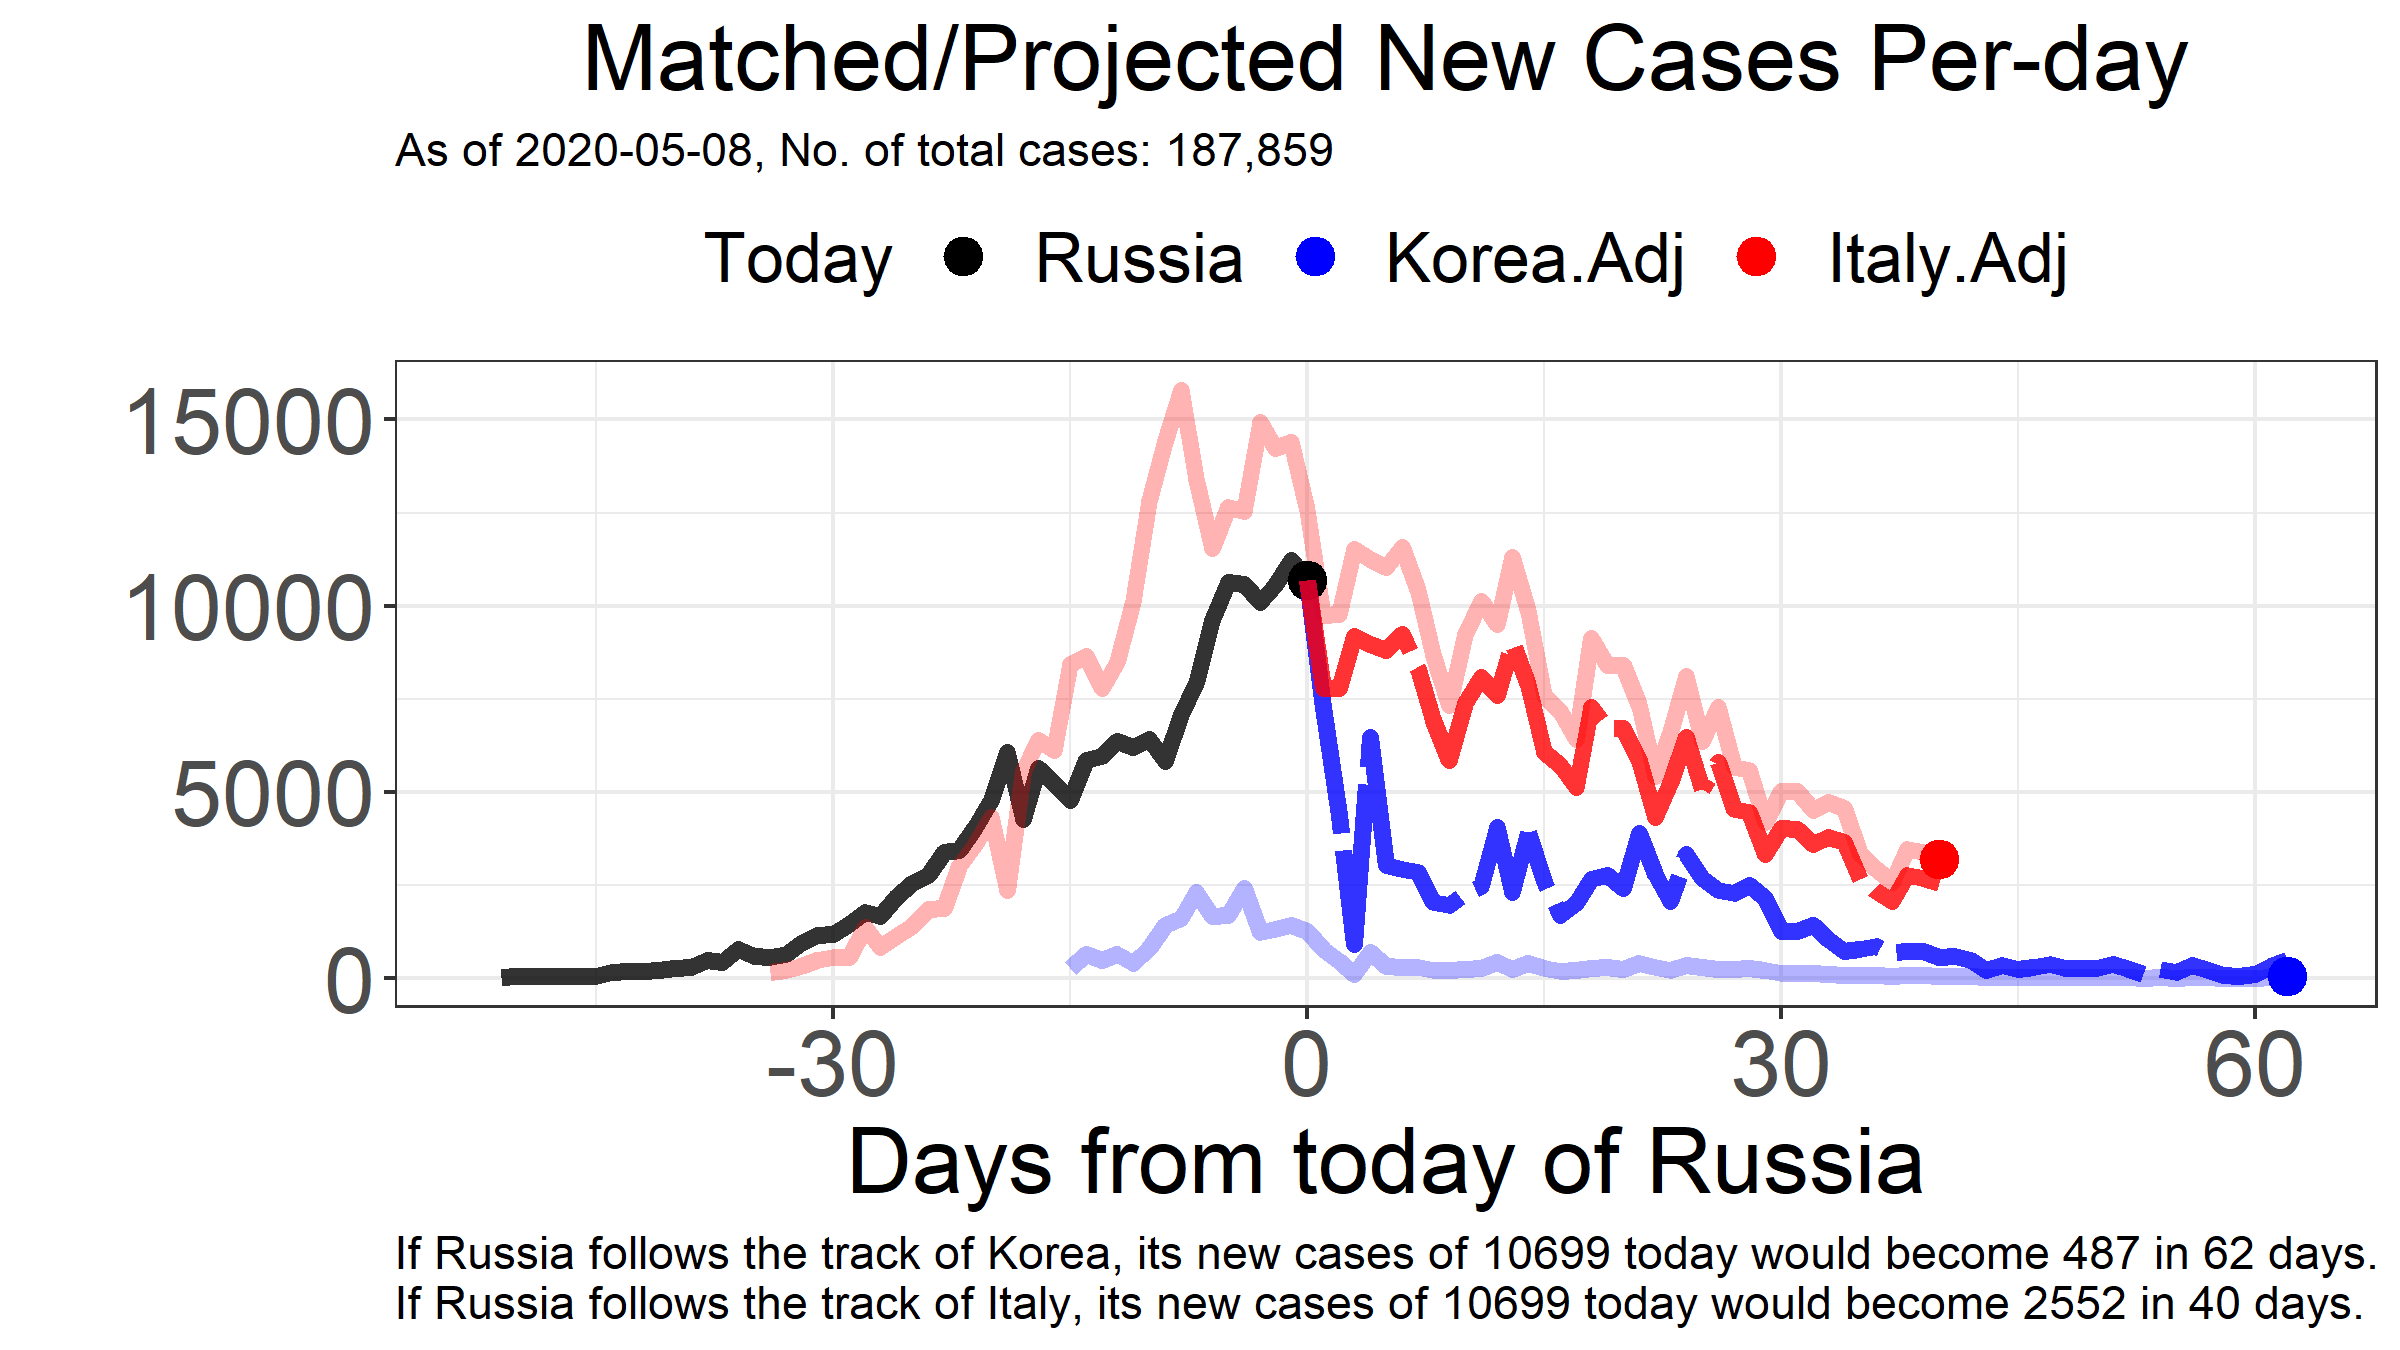 Matched/Projected New Cases Per-day
As of 2020-05-08, No. of total cases: 187,859
Today Russia Korea.Adj Italy.Adj
15000
10000
5000
0
-30 0 30 60
Days from today of Russia
If Russia follows the track of Korea, its new cases of 10699 today would become 487 in 62 days.
If Russia follows the track of Italy, its new cases of 10699 today would become 2552 in 40 days.